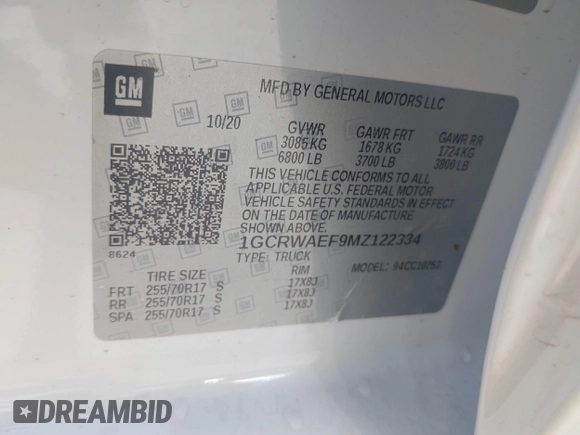 GM
MFD BY GENERAL MOTORS LLC
10/20
GVWR GAWR FRT GAWR RR
3085 KG 1678 KG 1724 KG
6800 LB 3700 LB 3800 LB
THIS VEHICLE CONFORMS TO ALL
APPLICABLE U.S. FEDERAL MOTOR
VEHICLE SAFETY STANDARDS IN EFFECT
ON THE DATE OF MANUFACTURE
SHOWN ABOVE.
1GCRWAEF9MZ122334
TYPE: TRUCK MODEL:
8624
TIRE SIZE RIM
FRT 255/70R17 S 17X8J
RR 255/70R17 S 17X8J
SPA 255/70R17 S 17X8J
DREAMBID